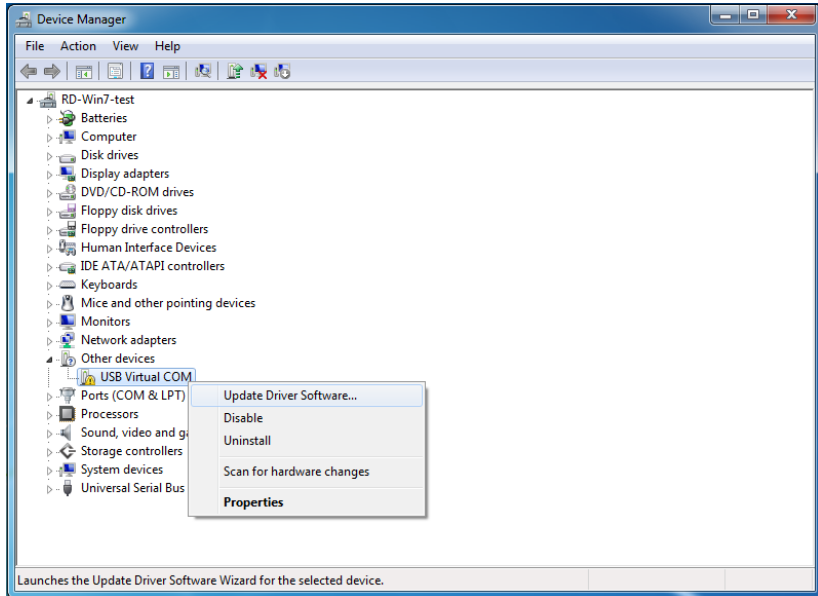 Device Manager
File Action View Help
RD-Win7-test
Batteries
Computer
Disk drives
Display adapters
DVD/CD-ROM drives
Floppy disk drives
Floppy drive controllers
Human Interface Devices
IDE ATA/ATAPI controllers
Keyboards
Mice and other pointing devices
Monitors
Network adapters
Other devices
USB Virtual COM
Ports (COM & LPT)
Update Driver Software...
Processors
Disable
Sound, video and g
Uninstall
Storage controllers
System devices
Scan for hardware changes
Universal Serial Bus
Properties
Launches the Update Driver Software Wizard for the selected device.